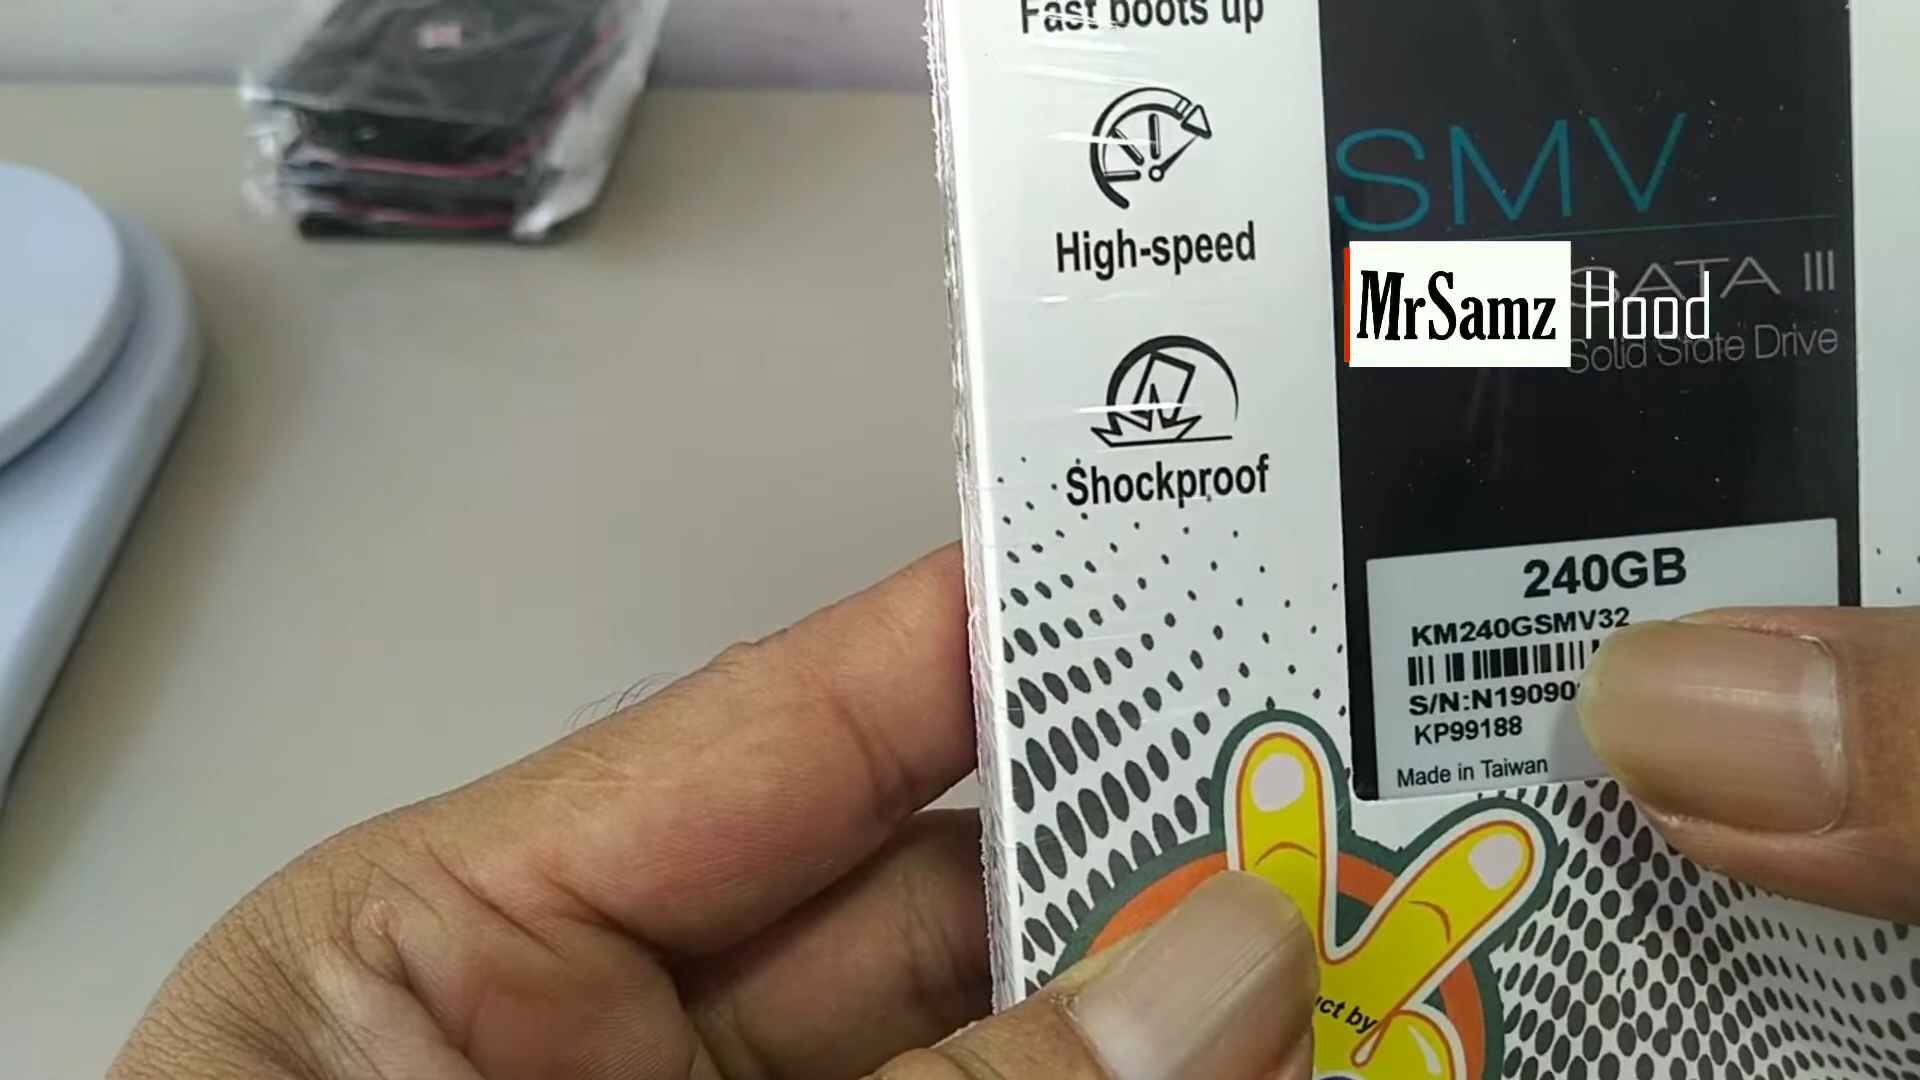 Fast boots up
High-speed
Shockproof
SMV
SATA III
MrSamz Hood
Solid State Drive
240GB
KM240GSMV32
S/N:N19090
KP99188
Made in Taiwan
by